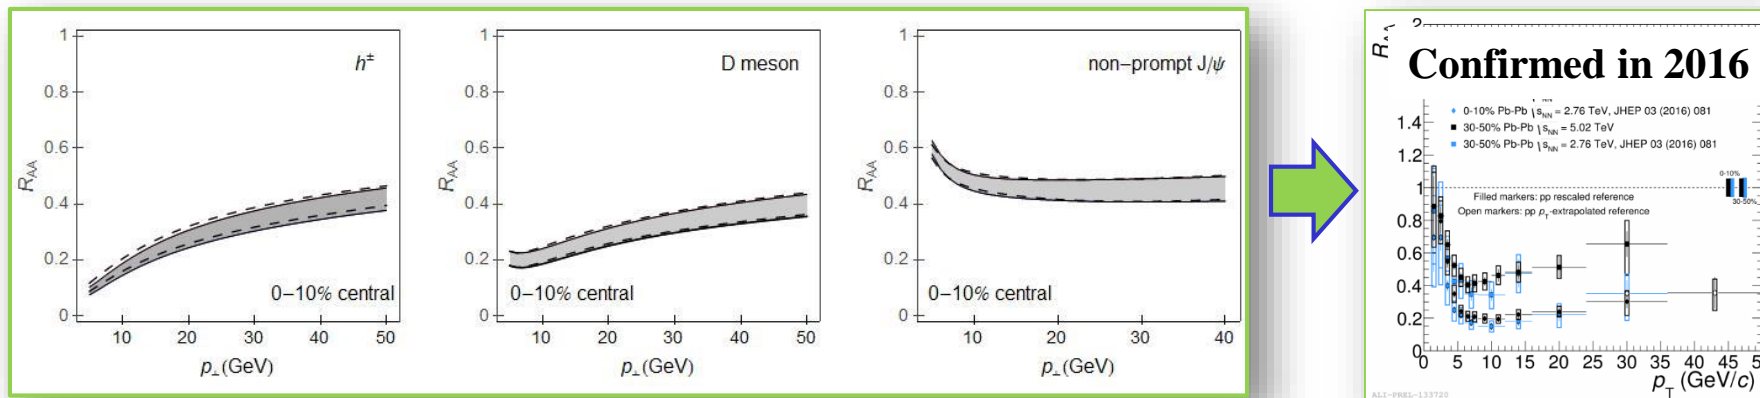 1
0.8
0.6
0.4
0.2
0
R_AA
h±
0–10% central
10 20 30 40 50
p⊥(GeV)
1
0.8
0.6
0.4
0.2
0
R_AA
D meson
0–10% central
10 20 30 40 50
p⊥(GeV)
1
0.8
0.6
0.4
0.2
0
R_AA
non–prompt J/ψ
0–10% central
10 20 30 40
p⊥(GeV)
2
Confirmed in 2016
0-10% Pb-Pb √s_NN = 2.76 TeV, JHEP 03 (2016) 081
30-50% Pb-Pb √s_NN = 5.02 TeV
30-50% Pb-Pb √s_NN = 2.76 TeV, JHEP 03 (2016) 081
1.4
1.2
1
0.8
0.6
0.4
0.2
0
0-10%
30-50%
Filled markers: pp rescaled reference
Open markers: pp p_T-extrapolated reference
0 5 10 15 20 25 30 35 40 45
p_T (GeV/c)
ALI-PREL-133720